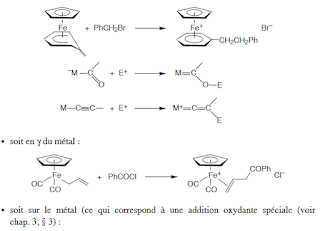 Fe + PhCH2Br Fe+ Br-
CH2CH2Ph
-M–C + E+ M=C
O O–E
M–C≡C– + E+ M+=C=C
E
• soit en γ du métal :
Fe + PhCOCl Fe+ COPh Cl-
OC CO OC CO
• soit sur le métal (ce qui correspond à une addition oxydante spéciale (voir
chap. 3, § 3) :